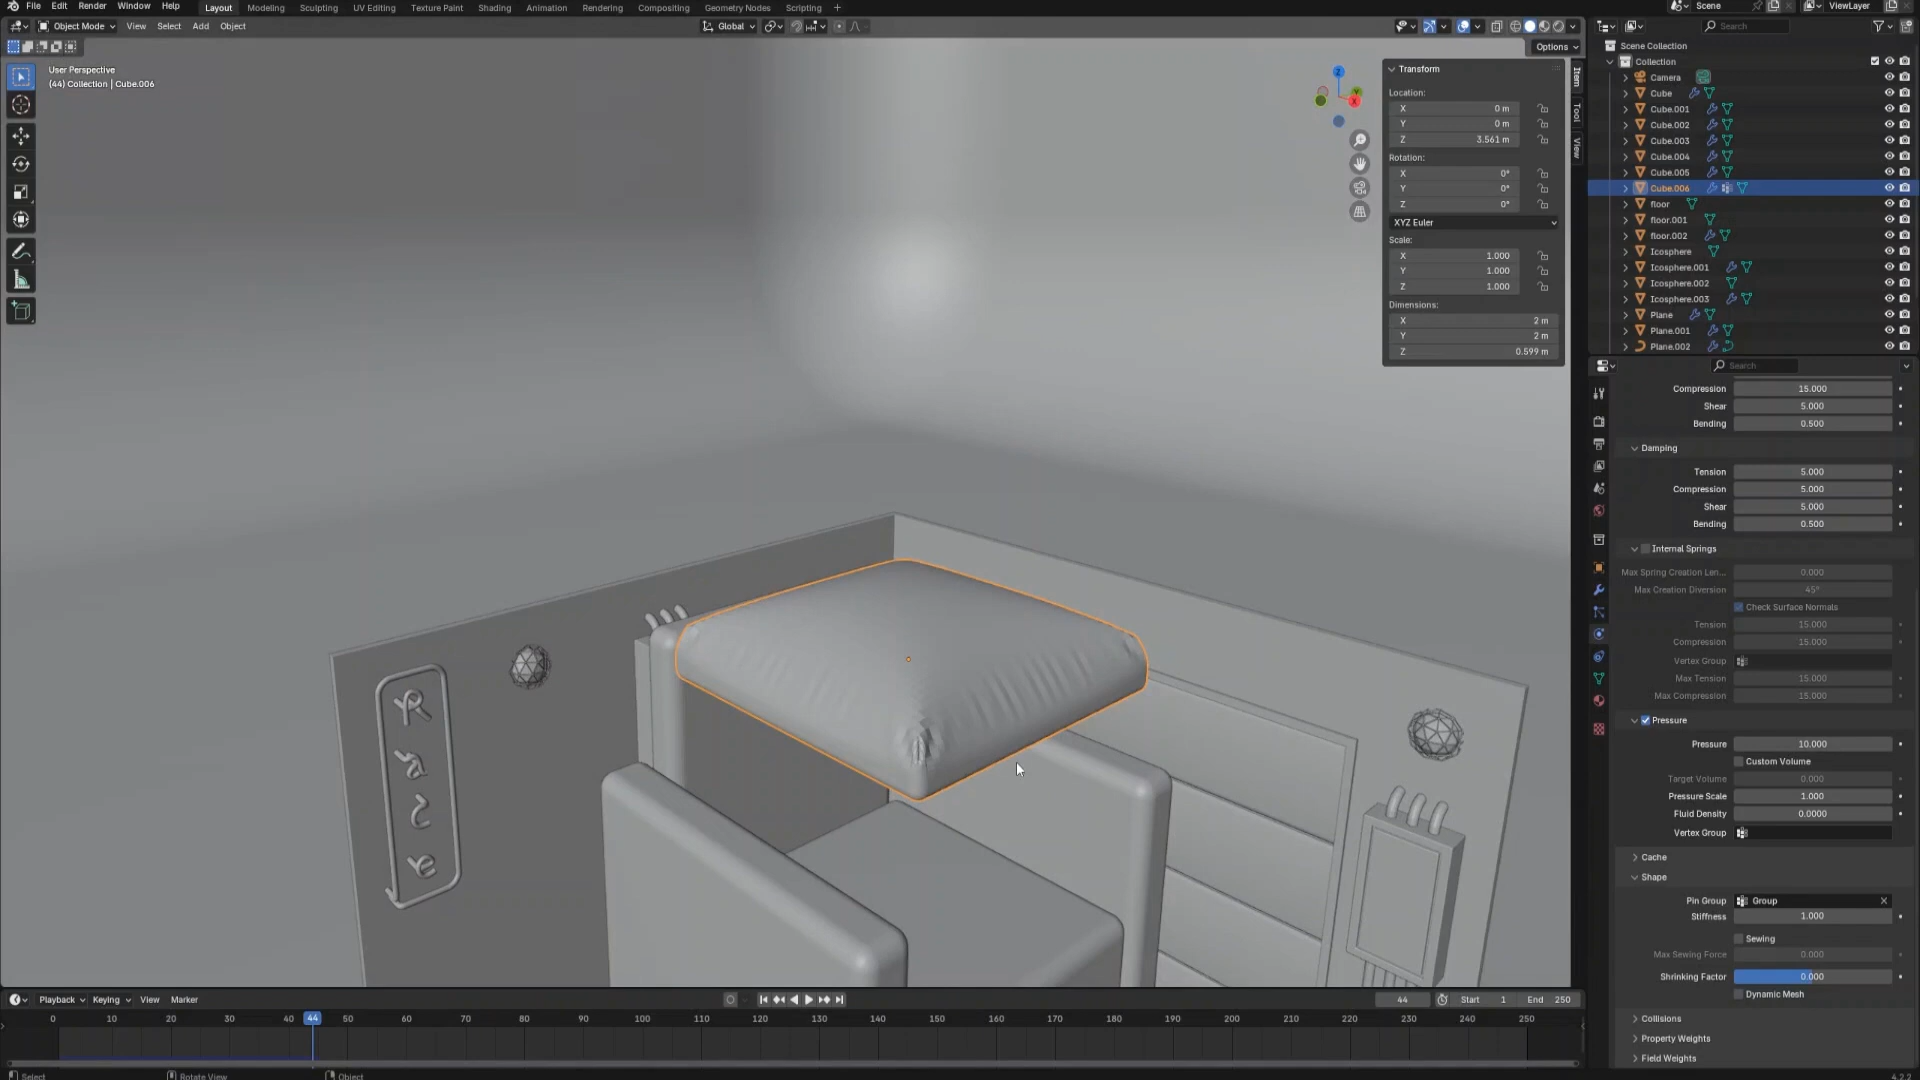 File Edit Render Window Help Layout Modeling Sculpting UV Editing Texture Paint Shading Animation Rendering Compositing Geometry Nodes Scripting + Scene ViewLayer
Object Mode View Select Add Object Global Search
Options
User Perspective
(44) Collection | Cube.006
Transform
Location:
X 0 m
Y 0 m
Z 3.561 m
Rotation:
X 0°
Y 0°
Z 0°
XYZ Euler
Scale:
X 1.000
Y 1.000
Z 1.000
Dimensions:
X 2 m
Y 2 m
Z 0.599 m
Item
Tool
View
Z
Y
X
Scene Collection
Collection
Camera
Cube
Cube.001
Cube.002
Cube.003
Cube.004
Cube.005
Cube.006
floor
floor.001
floor.002
Icosphere
Icosphere.001
Icosphere.002
Icosphere.003
Plane
Plane.001
Plane.002
Search
Compression 15.000
Shear 5.000
Bending 0.500
Damping
Tension 5.000
Compression 5.000
Shear 5.000
Bending 0.500
Internal Springs
Max Spring Creation Len... 0.000
Max Creation Diversion 45°
Check Surface Normals
Tension 15.000
Compression 15.000
Vertex Group
Max Tension 15.000
Max Compression 15.000
Pressure
Pressure 10.000
Custom Volume
Target Volume 0.000
Pressure Scale 1.000
Fluid Density 0.0000
Vertex Group
Cache
Shape
Pin Group Group
Stiffness 1.000
Sewing
Max Sewing Force 0.000
Shrinking Factor 0.000
Dynamic Mesh
Collisions
Property Weights
Field Weights
Playback Keying View Marker 44 Start 1 End 250
0 10 20 30 40 44 50 60 70 80 90 100 110 120 130 140 150 160 170 180 190 200 210 220 230 240 250
Select Rotate View Object 4.2.2